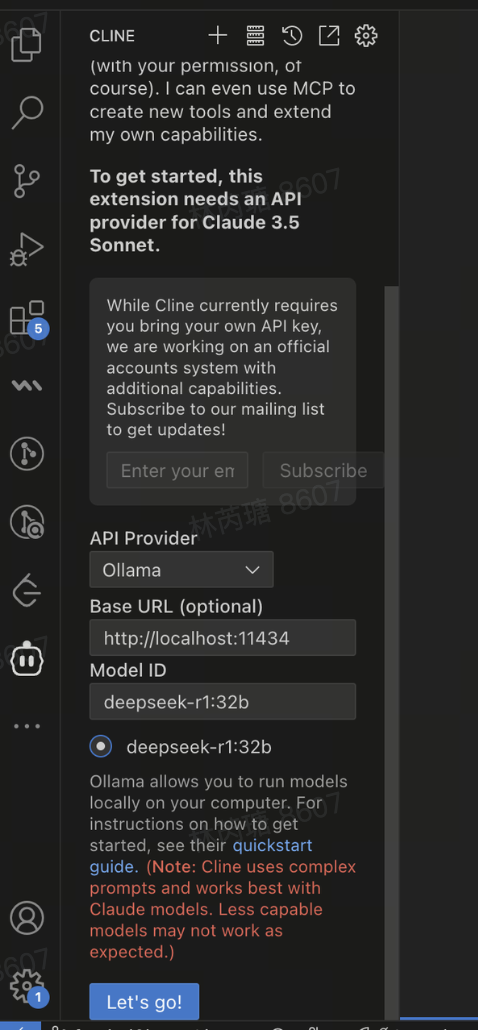 CLINE
(with your permission, of
course). I can even use MCP to
create new tools and extend
my own capabilities.
To get started, this
extension needs an API
provider for Claude 3.5
Sonnet.
While Cline currently requires
you bring your own API key,
we are working on an official
accounts system with
additional capabilities.
Subscribe to our mailing list
to get updates!
Enter your em
Subscribe
API Provider
Ollama
Base URL (optional)
http://localhost:11434
Model ID
deepseek-r1:32b
deepseek-r1:32b
Ollama allows you to run models
locally on your computer. For
instructions on how to get
started, see their quickstart
guide. (Note: Cline uses complex
prompts and works best with
Claude models. Less capable
models may not work as
expected.)
Let's go!
5
1
林芮瑭 8607
林芮瑭 8607
林芮瑭 8607
8607
8607
8607
8607